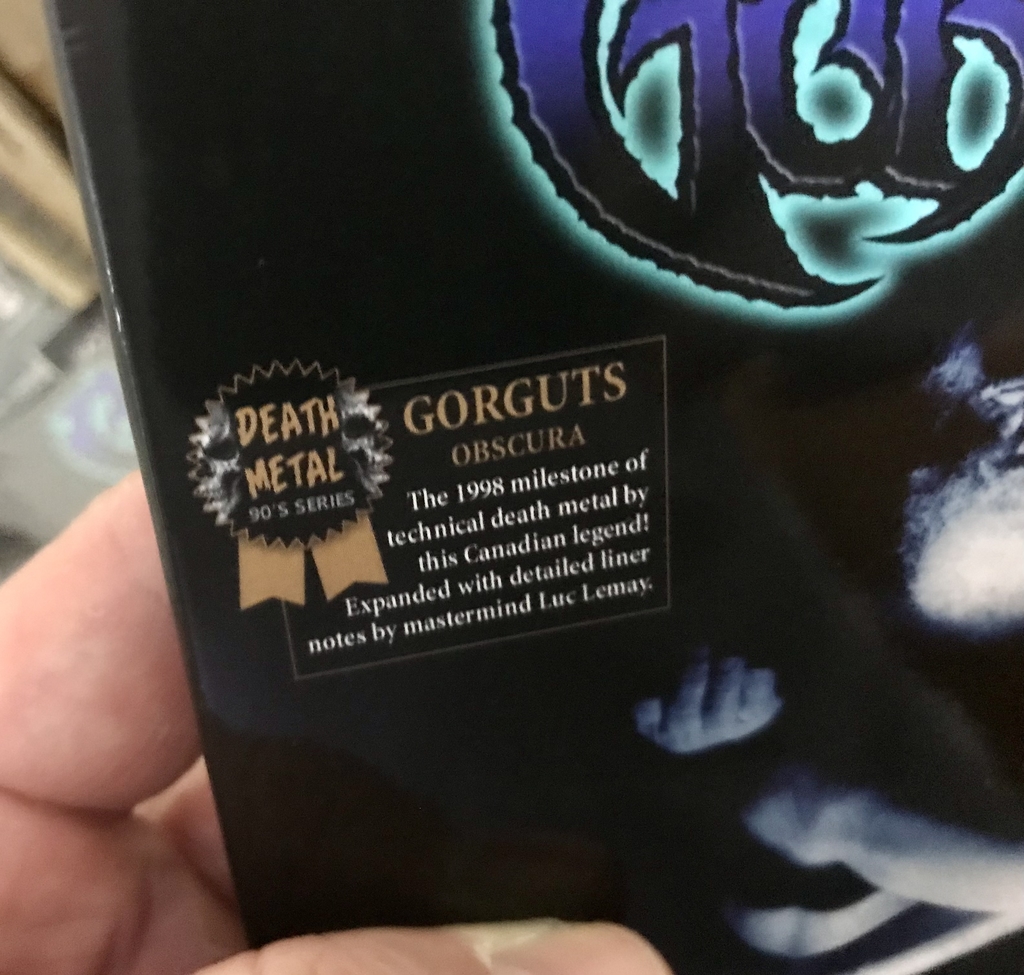 DEATH
METAL
90'S SERIES
GORGUTS
OBSCURA
The 1998 milestone of
technical death metal by
this Canadian legend!
Expanded with detailed liner
notes by mastermind Luc Lemay.